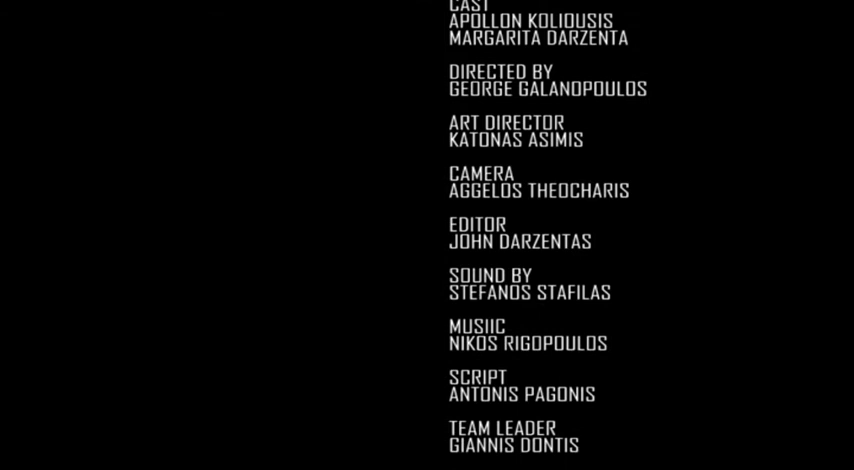 CAST
APOLLON KOLIOUSIS
MARGARITA DARZENTA
DIRECTED BY
GEORGE GALANOPOULOS
ART DIRECTOR
KATONAS ASIMIS
CAMERA
AGGELOS THEOCHARIS
EDITOR
JOHN DARZENTAS
SOUND BY
STEFANOS STAFILAS
MUSIIC
NIKOS RIGOPOULOS
SCRIPT
ANTONIS PAGONIS
TEAM LEADER
GIANNIS DONTIS